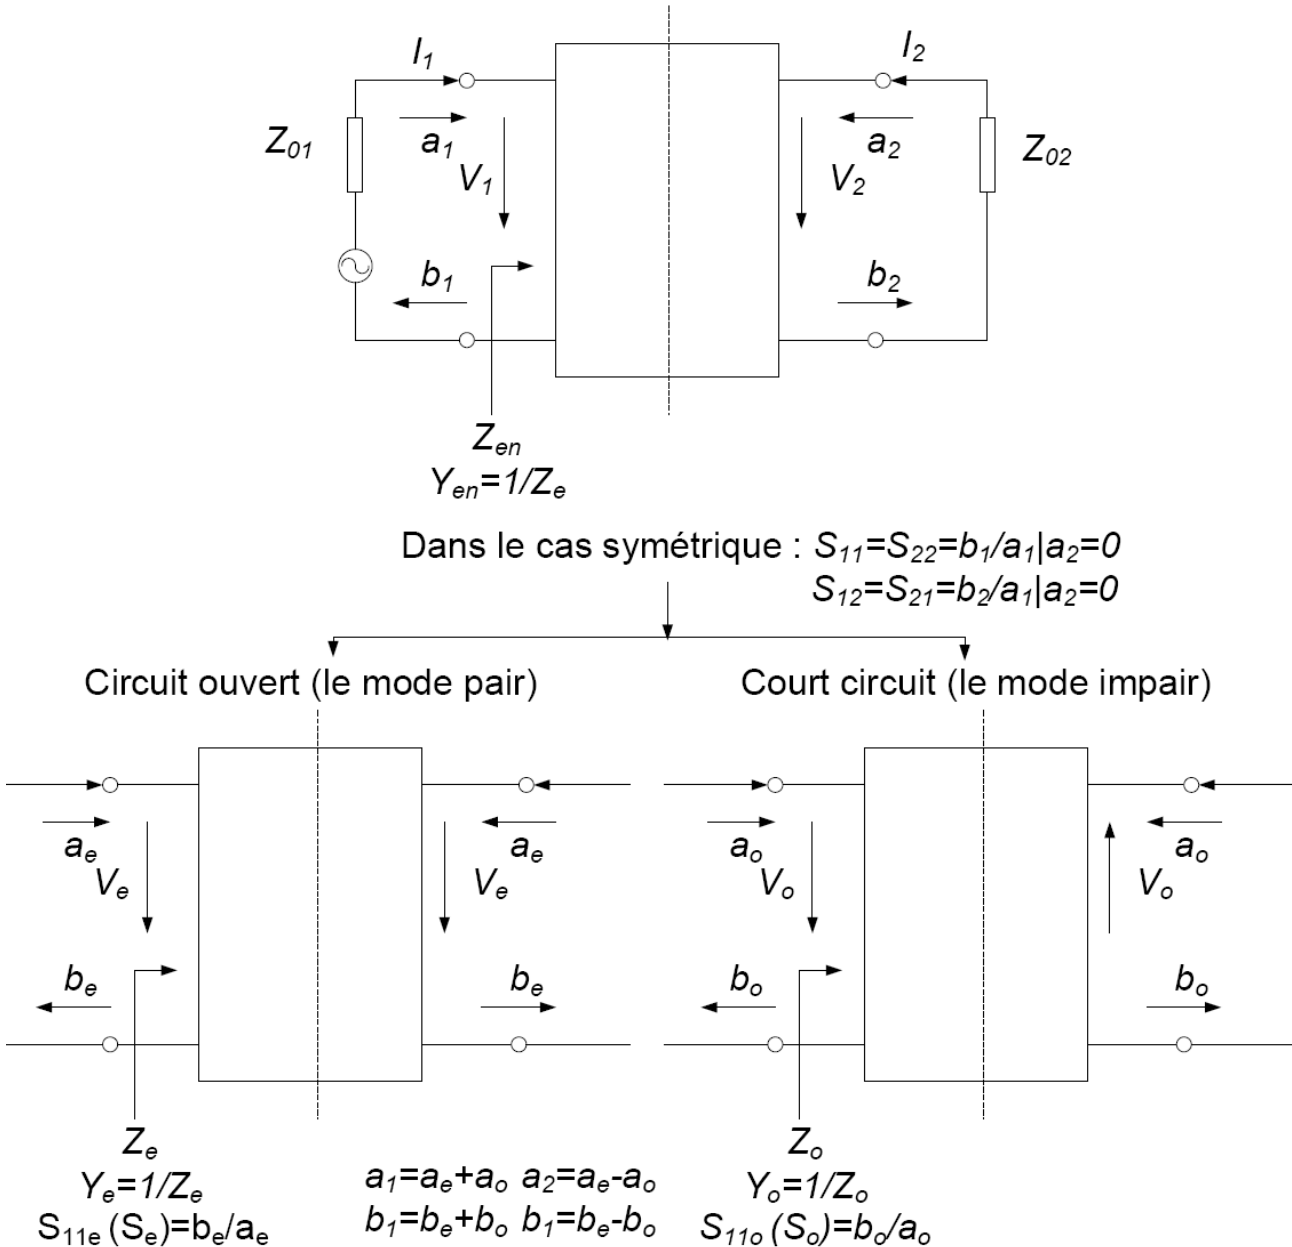 I1
I2
Z01
a1
a2
Z02
V1
V2
b1
b2
Zen
Yen=1/Ze
Dans le cas symétrique : S11=S22=b1/a1|a2=0
S12=S21=b2/a1|a2=0
Circuit ouvert (le mode pair)
Court circuit (le mode impair)
ae
ae
Ve
Ve
be
be
Ze
Ye=1/Ze
S11e (Se)=be/ae
ao
ao
Vo
Vo
bo
bo
Zo
Yo=1/Zo
S11o (So)=bo/ao
a1=ae+ao a2=ae-ao
b1=be+bo b1=be-bo